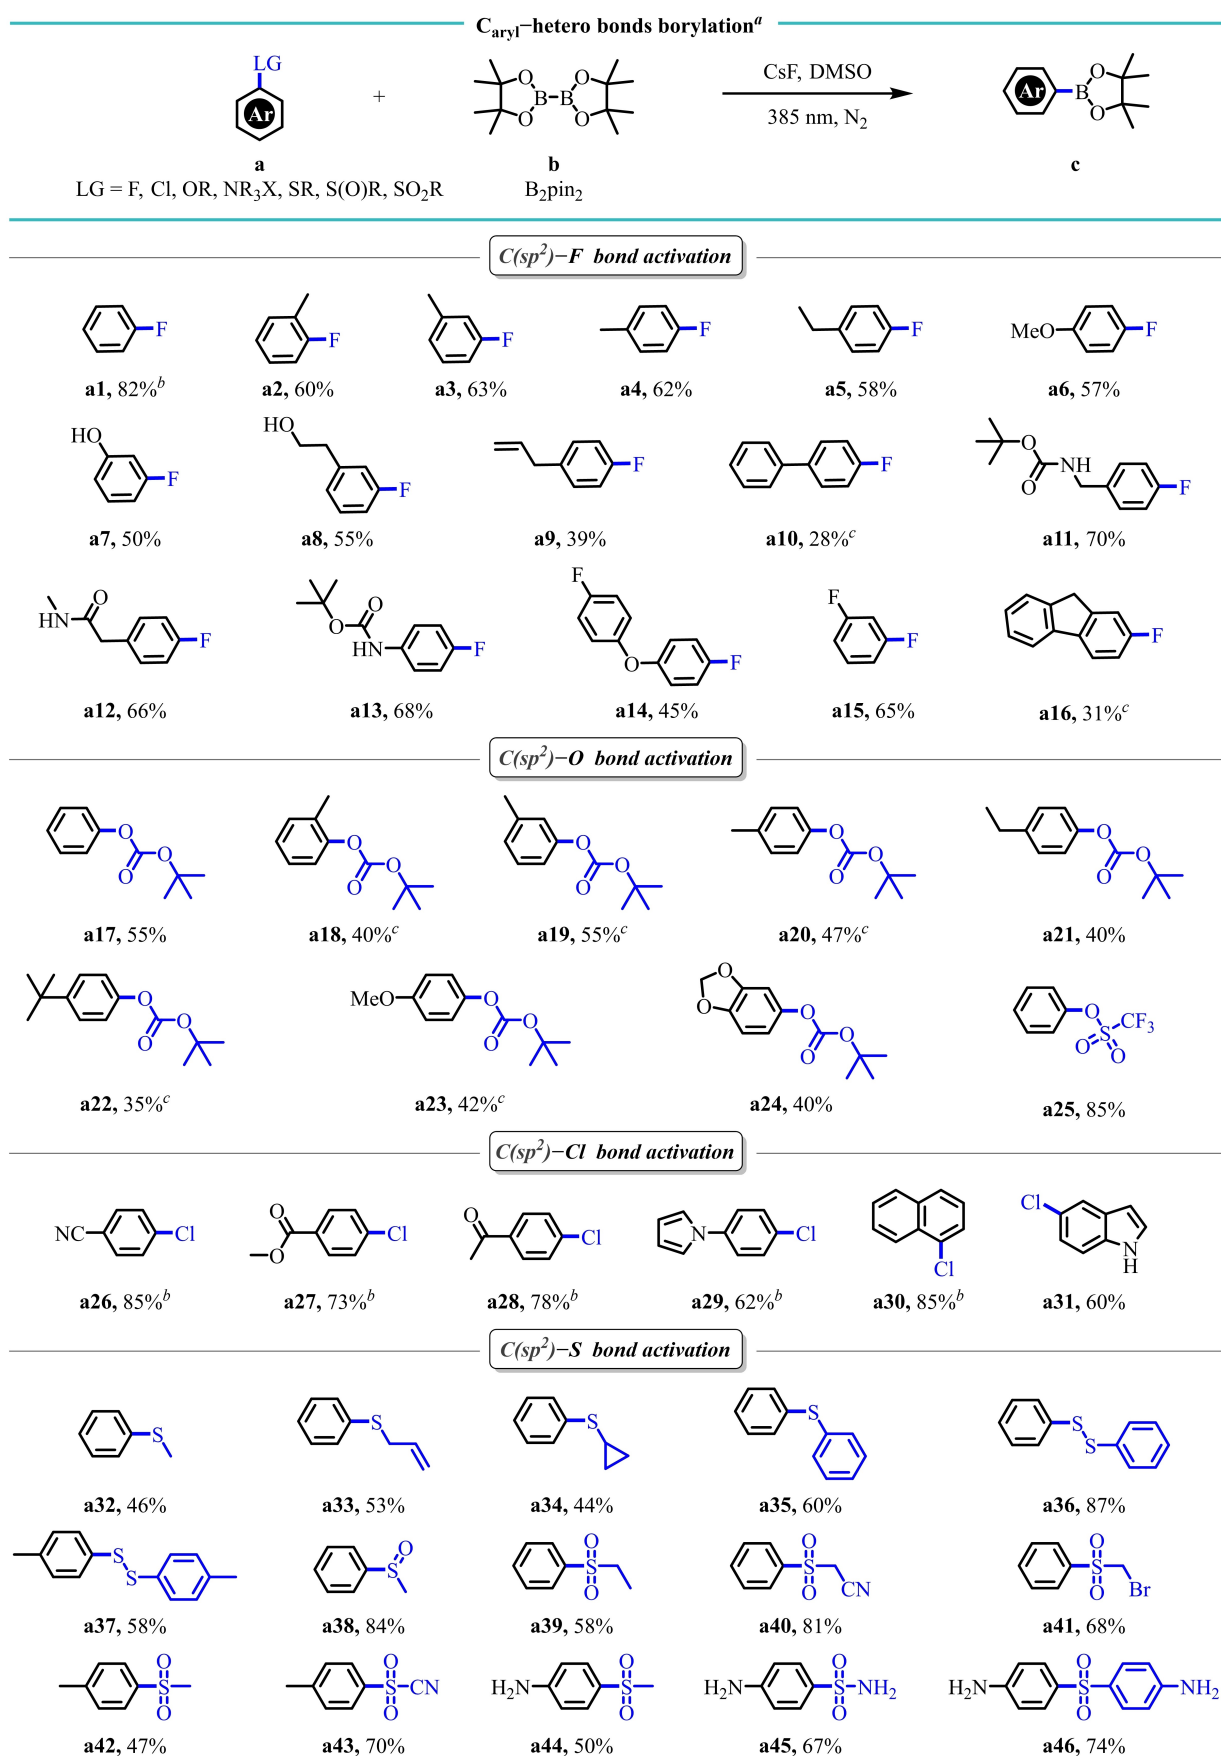 C_aryl−hetero bonds borylation^a
LG
Ar
+
O O
B−B
O O
CsF, DMSO
385 nm, N₂
Ar B O O
a b c
LG = F, Cl, OR, NR₃X, SR, S(O)R, SO₂R B₂pin₂
C(sp²)−F bond activation
F F F F F MeO F
a1, 82%^b a2, 60% a3, 63% a4, 62% a5, 58% a6, 57%
HO F HO F F F O O NH F
a7, 50% a8, 55% a9, 39% a10, 28%^c a11, 70%
HN O F O O HN F F O F F F F
a12, 66% a13, 68% a14, 45% a15, 65% a16, 31%^c
C(sp²)−O bond activation
O O O O O O O O O O O O O O O
a17, 55% a18, 40%^c a19, 55%^c a20, 47%^c a21, 40%
O O O MeO O O O O O O O O O S O O CF₃
a22, 35%^c a23, 42%^c a24, 40% a25, 85%
C(sp²)−Cl bond activation
NC Cl O O Cl O Cl N Cl Cl Cl N H
a26, 85%^b a27, 73%^b a28, 78%^b a29, 62%^b a30, 85%^b a31, 60%
C(sp²)−S bond activation
S S S S S S
a32, 46% a33, 53% a34, 44% a35, 60% a36, 87%
S S S O O S O O S O CN O S O Br
a37, 58% a38, 84% a39, 58% a40, 81% a41, 68%
O S O O S O CN H₂N O S O H₂N O S O NH₂ H₂N O S O NH₂
a42, 47% a43, 70% a44, 50% a45, 67% a46, 74%